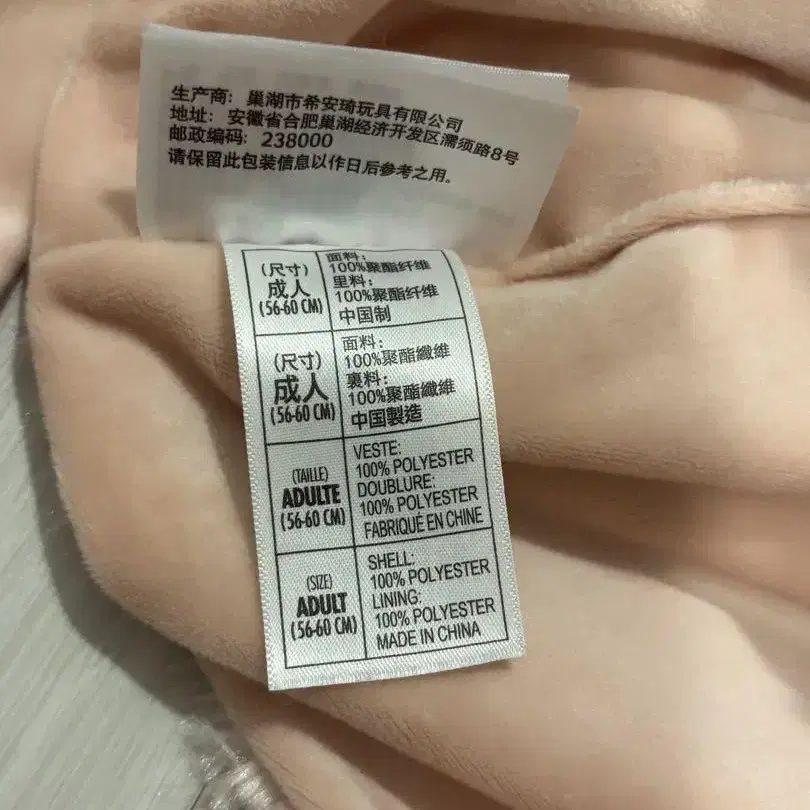 生产商: 巢湖市希安琦玩具有限公司
地址: 安徽省合肥巢湖经济开发区濡须路8号
邮政编码: 238000
请保留此包装信息以作日后参考之用。
(尺寸)
成人
(56-60 CM)
面料:
100%聚酯纤维
里料:
100%聚酯纤维
中国制
(尺寸)
成人
(56-60 CM)
面料:
100%聚酯纖維
裏料:
100%聚酯纖維
中国製造
(TAILLE)
ADULTE
(56-60 CM)
VESTE:
100% POLYESTER
DOUBLURE:
100% POLYESTER
FABRIQUÉ EN CHINE
(SIZE)
ADULT
(56-60 CM)
SHELL:
100% POLYESTER
LINING:
100% POLYESTER
MADE IN CHINA